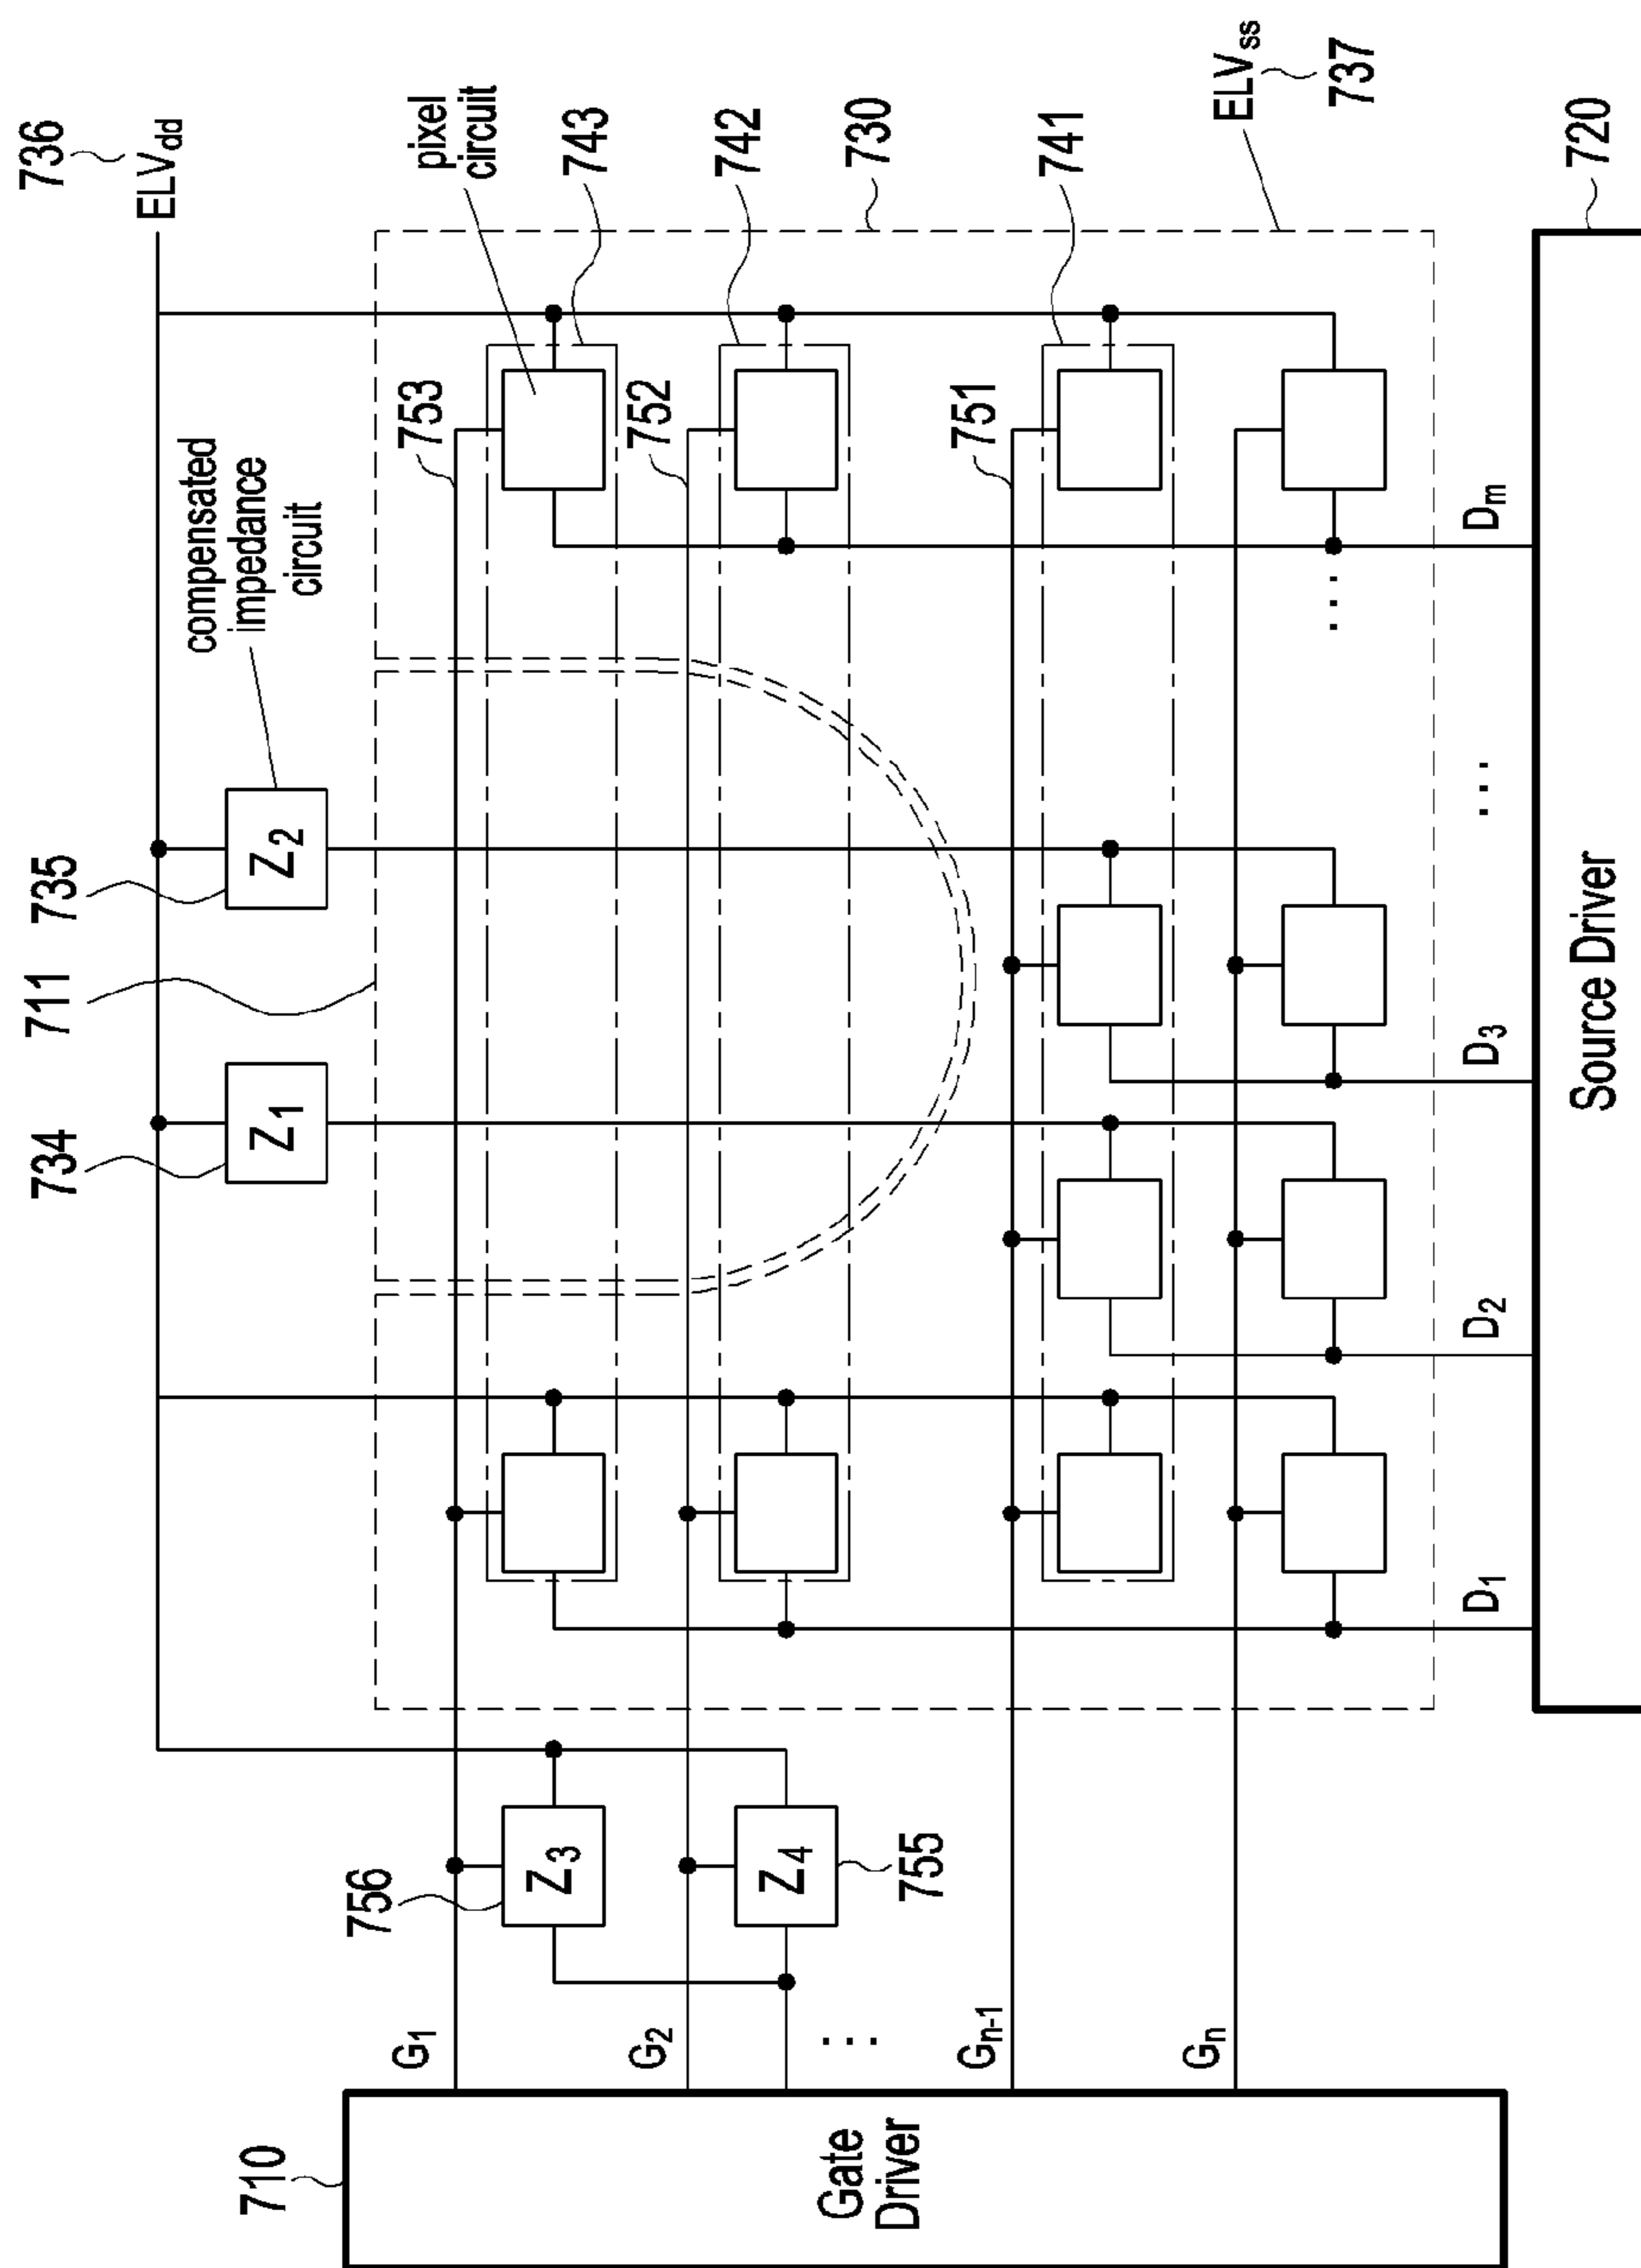 736
ELVdd
pixel
circuit
743
742
730
741
ELVss
737
720
compensated
impedance
circuit
753
752
751
735
Z2
711
734
Z1
Dm
...
...
D3
D2
D1
Source Driver
756
Z3
Z4
755
G1
G2
...
Gn-1
Gn
710
Gate
Driver